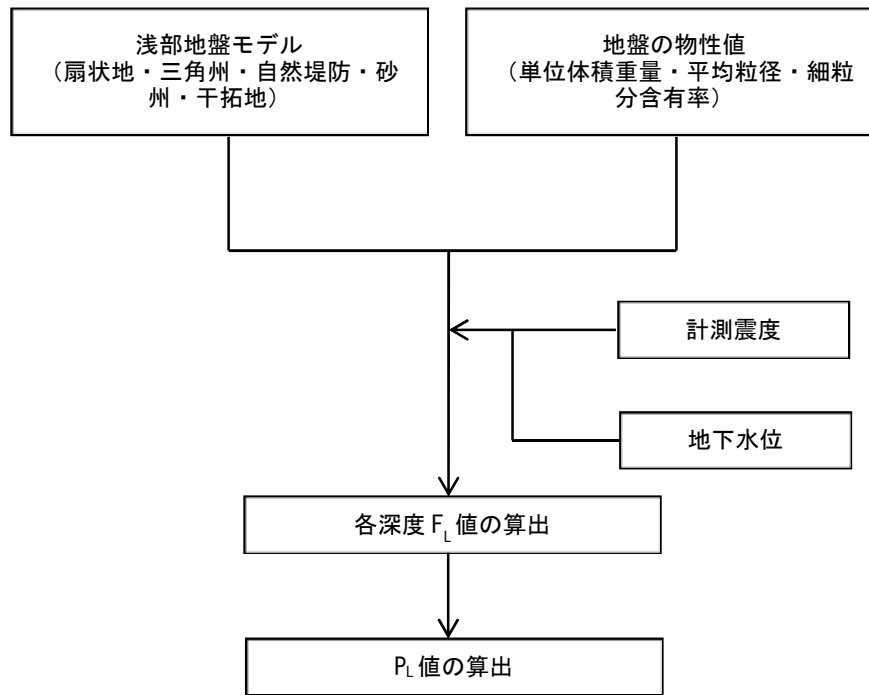 浅部地盤モデル
（扇状地・三角州・自然堤防・砂
州・干拓地）
地盤の物性値
（単位体積重量・平均粒径・細粒
分含有率）
計測震度
地下水位
各深度 FL 値の算出
PL 値の算出